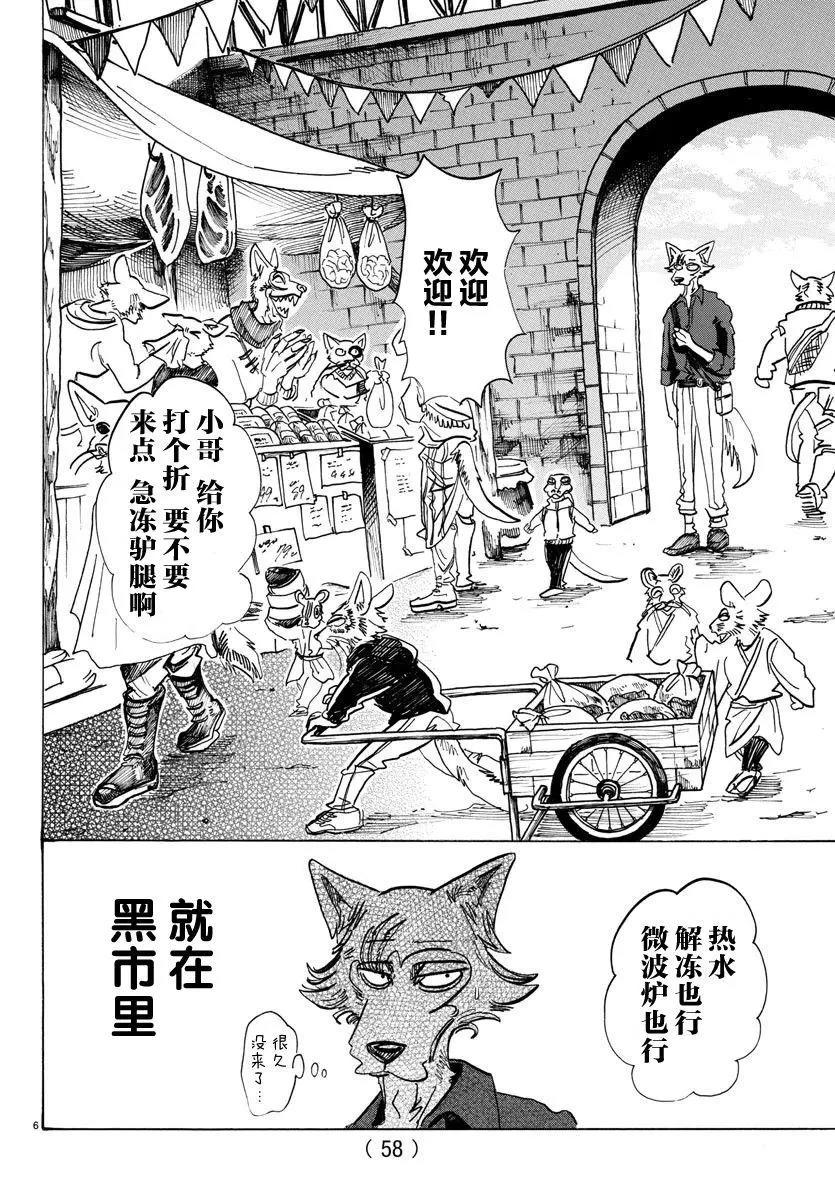 欢迎
欢迎!!
小哥 给你
打个折 要不要
来点 急冻驴腿啊
热水
解冻也行
微波炉也行
就在
黑市里
很久
没来了…
6
(58)